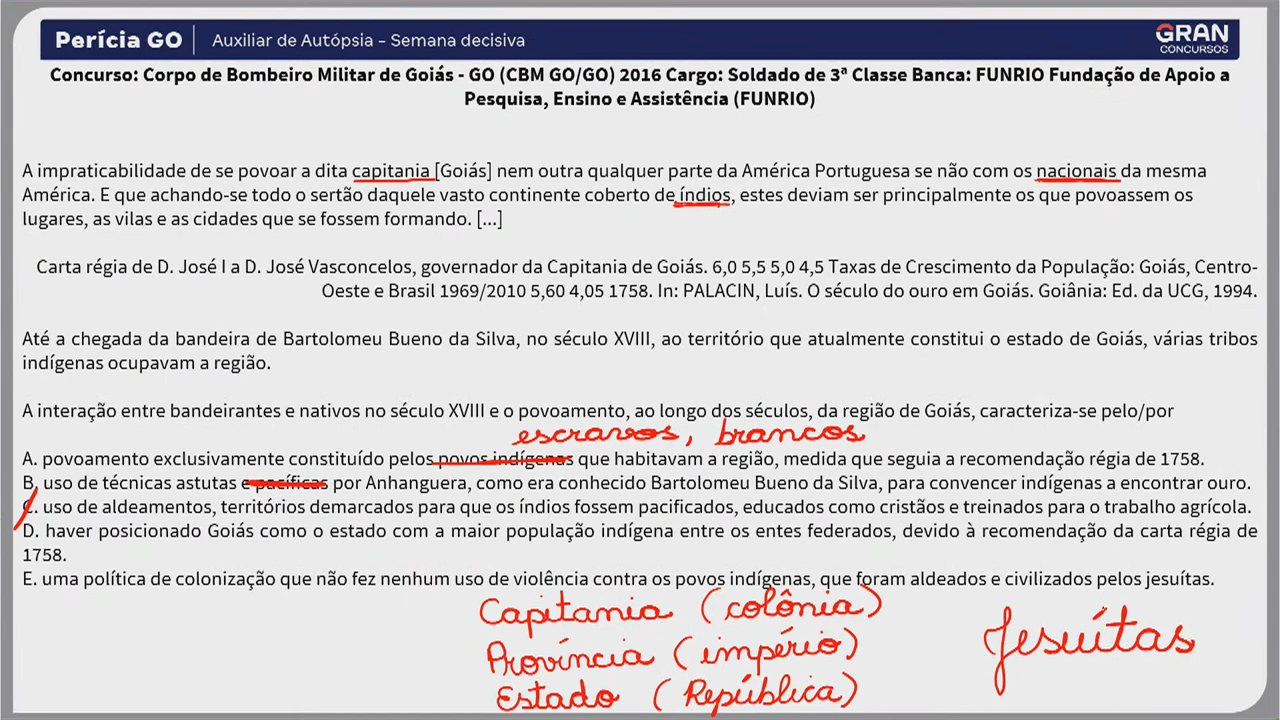 Perícia GO | Auxiliar de Autópsia – Semana decisiva
GRAN
CONCURSOS
Concurso: Corpo de Bombeiro Militar de Goiás - GO (CBM GO/GO) 2016 Cargo: Soldado de 3ª Classe Banca: FUNRIO Fundação de Apoio a
Pesquisa, Ensino e Assistência (FUNRIO)
A impraticabilidade de se povoar a dita capitania [Goiás] nem outra qualquer parte da América Portuguesa se não com os nacionais da mesma
América. E que achando-se todo o sertão daquele vasto continente coberto de índios, estes deviam ser principalmente os que povoassem os
lugares, as vilas e as cidades que se fossem formando. [...]
Carta régia de D. José I a D. José Vasconcelos, governador da Capitania de Goiás. 6,0 5,5 5,0 4,5 Taxas de Crescimento da População: Goiás, Centro-
Oeste e Brasil 1969/2010 5,60 4,05 1758. In: PALACIN, Luís. O século do ouro em Goiás. Goiânia: Ed. da UCG, 1994.
Até a chegada da bandeira de Bartolomeu Bueno da Silva, no século XVIII, ao território que atualmente constitui o estado de Goiás, várias tribos
indígenas ocupavam a região.
A interação entre bandeirantes e nativos no século XVIII e o povoamento, ao longo dos séculos, da região de Goiás, caracteriza-se pelo/por
escravos, brancos
A. povoamento exclusivamente constituído pelos povos indígenas que habitavam a região, medida que seguia a recomendação régia de 1758.
B. uso de técnicas astutas e pacíficas por Anhanguera, como era conhecido Bartolomeu Bueno da Silva, para convencer indígenas a encontrar ouro.
C. uso de aldeamentos, territórios demarcados para que os índios fossem pacificados, educados como cristãos e treinados para o trabalho agrícola.
D. haver posicionado Goiás como o estado com a maior população indígena entre os entes federados, devido à recomendação da carta régia de
1758.
E. uma política de colonização que não fez nenhum uso de violência contra os povos indígenas, que foram aldeados e civilizados pelos jesuítas.
Capitania (colônia)
Província (império)
Estado (República)
Jesuítas